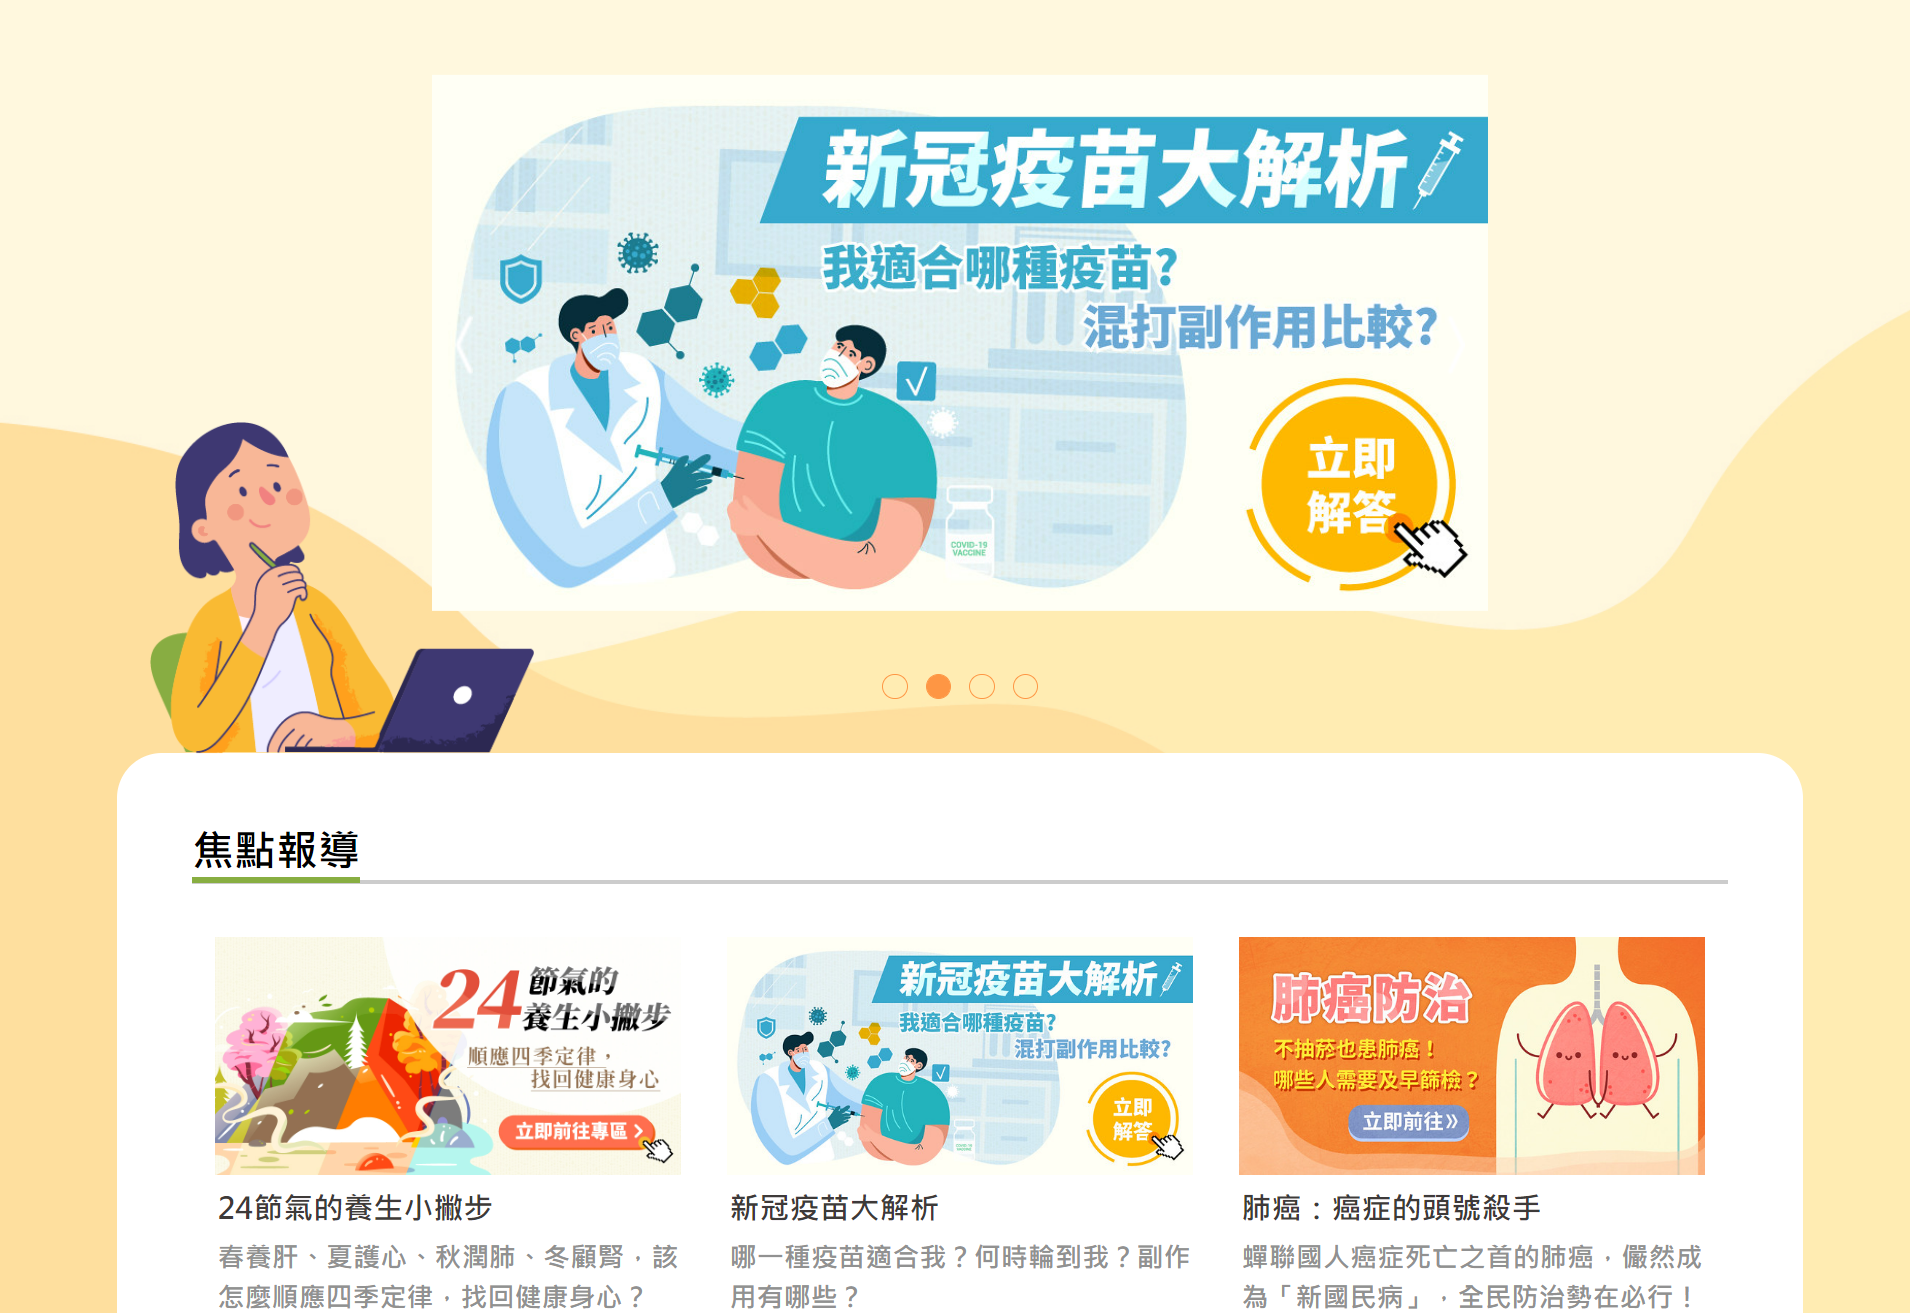 新冠疫苗大解析
我適合哪種疫苗?
混打副作用比較?
立即
解答
COVID-19
VACCINE
焦點報導
24節氣的
養生小撇步
順應四季定律，
找回健康身心
立即前往專區
新冠疫苗大解析
我適合哪種疫苗?
混打副作用比較?
立即
解答
肺癌防治
不抽菸也患肺癌！
哪些人需要及早篩檢？
立即前往》
24節氣的養生小撇步
春養肝、夏護心、秋潤肺、冬顧腎，該
怎麼順應四季定律，找回健康身心？
新冠疫苗大解析
哪一種疫苗適合我？何時輪到我？副作
用有哪些？
肺癌：癌症的頭號殺手
蟬聯國人癌症死亡之首的肺癌，儼然成
為「新國民病」，全民防治勢在必行！